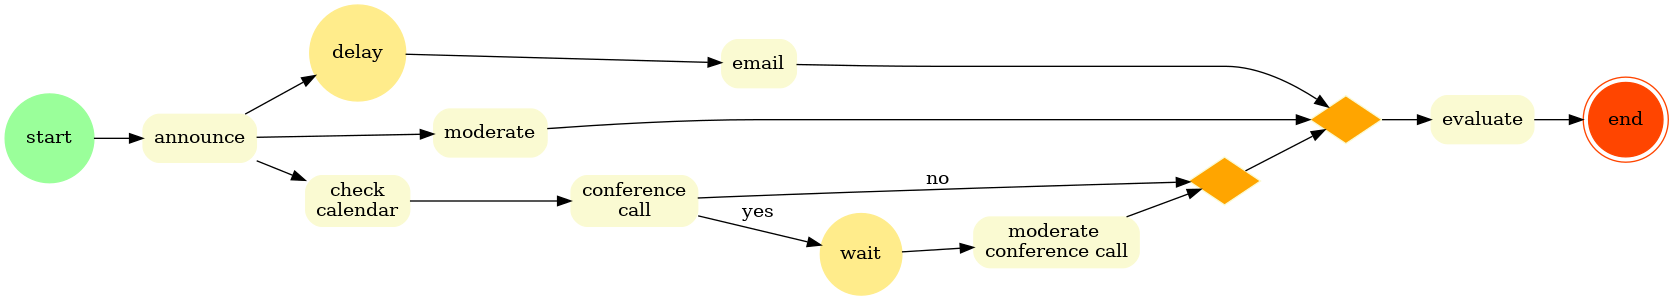 start
announce
delay
email
moderate
check
calendar
conference
call
no
yes
wait
moderate
conference call
evaluate
end